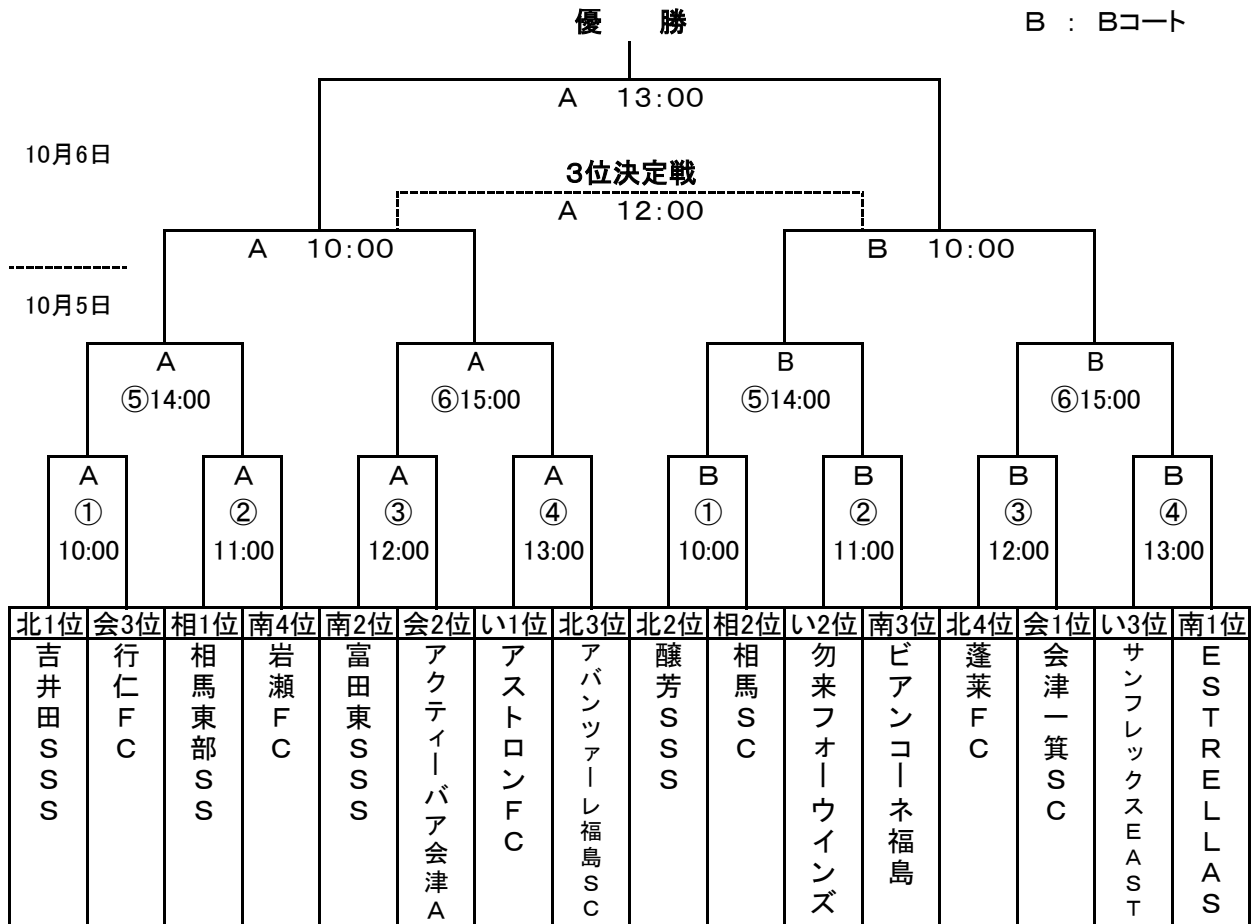 優　勝
B : Bコート
A 13:00
10月6日
3位決定戦
A 12:00
A 10:00
B 10:00
10月5日
A
⑤14:00
A
⑥15:00
B
⑤14:00
B
⑥15:00
A
①
10:00
A
②
11:00
A
③
12:00
A
④
13:00
B
①
10:00
B
②
11:00
B
③
12:00
B
④
13:00
北1位
会3位
相1位
南4位
南2位
会2位
い1位
北3位
北2位
相2位
い2位
南3位
北4位
会1位
い3位
南1位
吉井田SSS
行仁FC
相馬東部SS
岩瀬FC
富田東SSS
アクティーバア会津A
アストロンFC
アバンツァーレ福島SC
醸芳SSS
相馬SC
勿来フォーウインズ
ビアンコーネ福島
蓬莱FC
会津一箕SC
サンフレックスEAST
ESTRELLAS